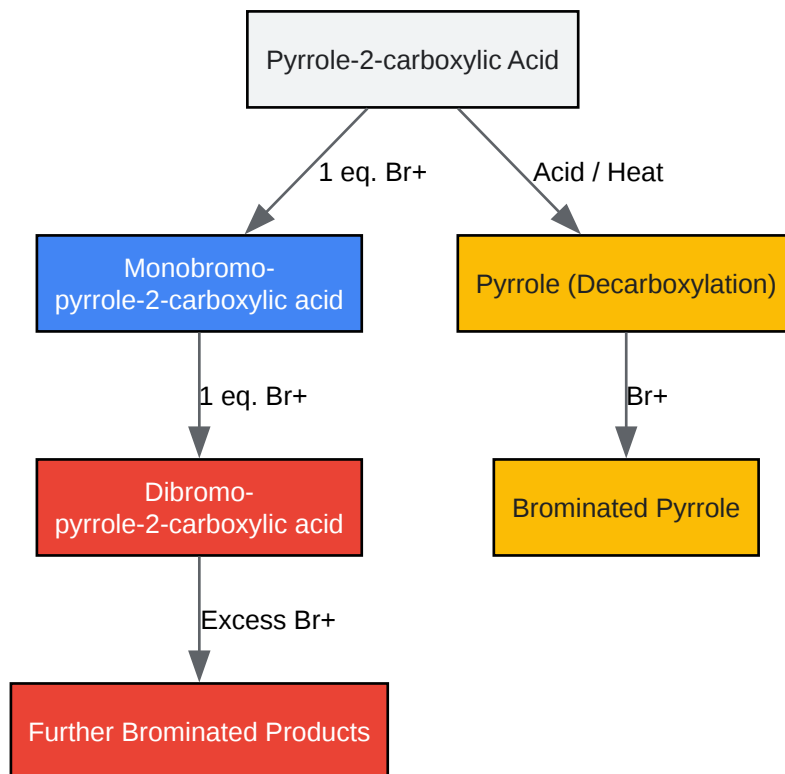 Pyrrole-2-carboxylic Acid
1 eq. Br+
Acid / Heat
Monobromo-
pyrrole-2-carboxylic acid
Pyrrole (Decarboxylation)
1 eq. Br+
Br+
Dibromo-
pyrrole-2-carboxylic acid
Brominated Pyrrole
Excess Br+
Further Brominated Products